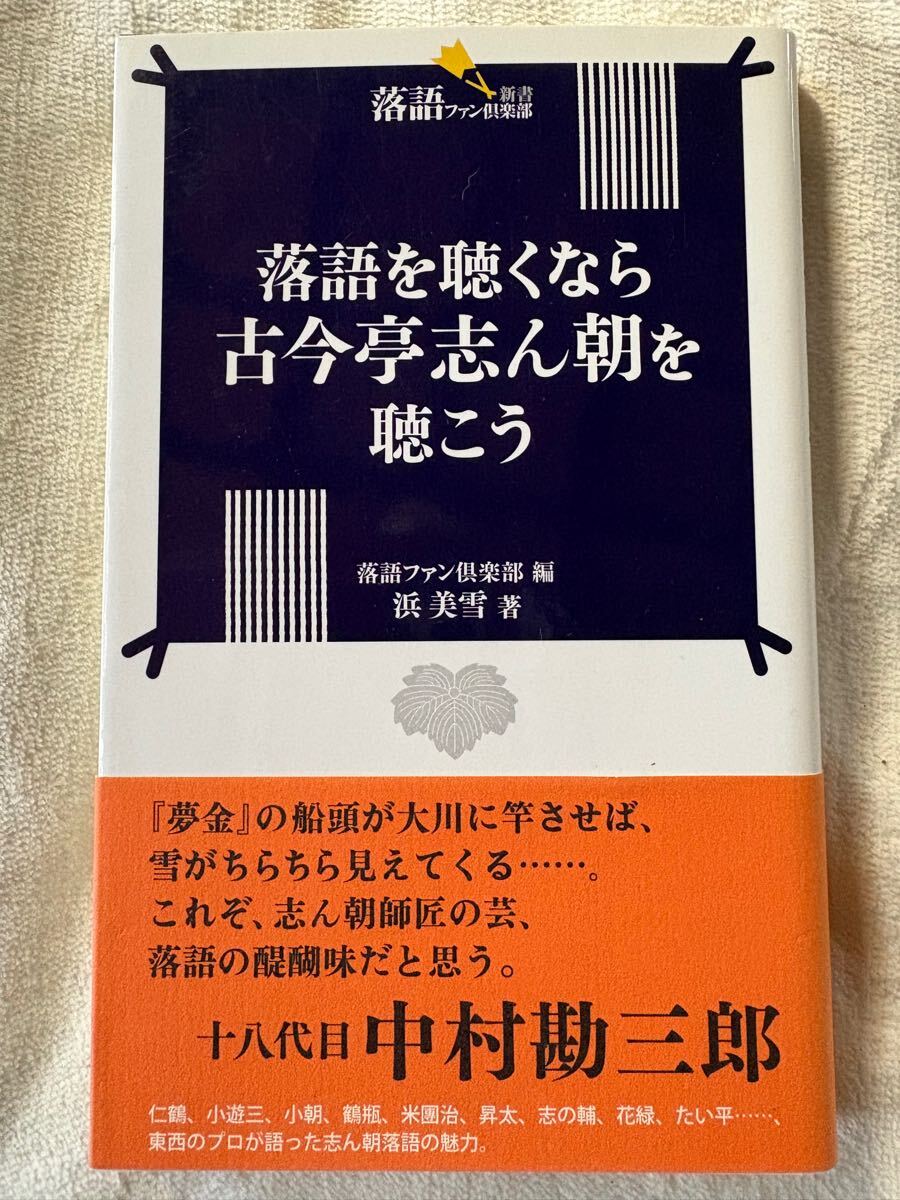 落語ファン倶楽部新書
落語を聴くなら
古今亭志ん朝を
聴こう
落語ファン倶楽部 編
浜 美雪 著
『夢金』の船頭が大川に竿させば、
雪がちらちら見えてくる……。
これぞ、志ん朝師匠の芸、
落語の醍醐味だと思う。
十八代目 中村勘三郎
仁鶴、小遊三、小朝、鶴瓶、米團治、昇太、志の輔、花緑、たい平……、
東西のプロが語った志ん朝落語の魅力。